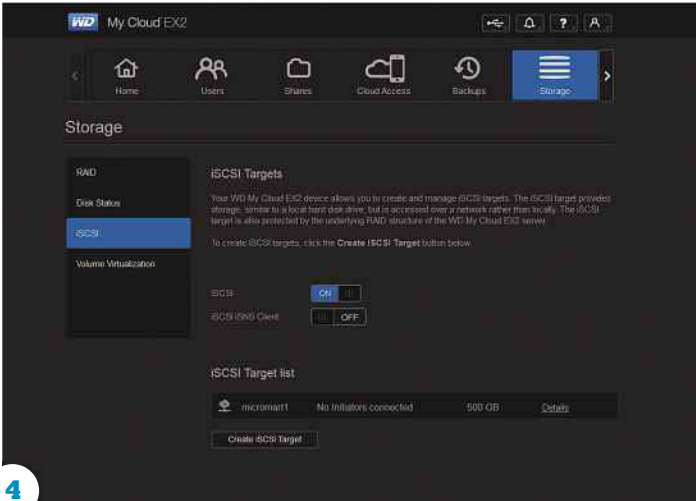 WD My Cloud EX2
?
Home Users Shares Cloud Access Backups Storage
Storage
RAID
Disk Status
iSCSI
Volume Virtualization
iSCSI Targets
Your WD My Cloud EX2 device allows you to create and manage iSCSI targets. The iSCSI target provides
storage, similar to a local hard disk drive, but is accessed over a network rather than locally. The iSCSI
target is also protected by the underlying RAID structure of the WD My Cloud EX2 server.
To create iSCSI targets, click the Create iSCSI Target button below.
iSCSI ON
iSCSI iSNS Client OFF
iSCSI Target list
micromart1 No Initiators connected 500 GB Details
Create iSCSI Target
4